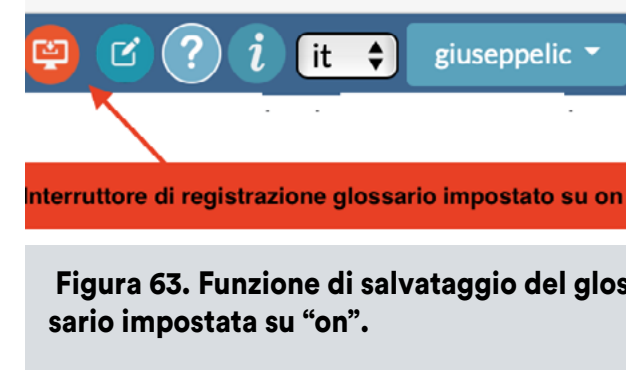 ? i it giuseppelic
Interruttore di registrazione glossario impostato su on
Figura 63. Funzione di salvataggio del glos
sario impostata su “on”.